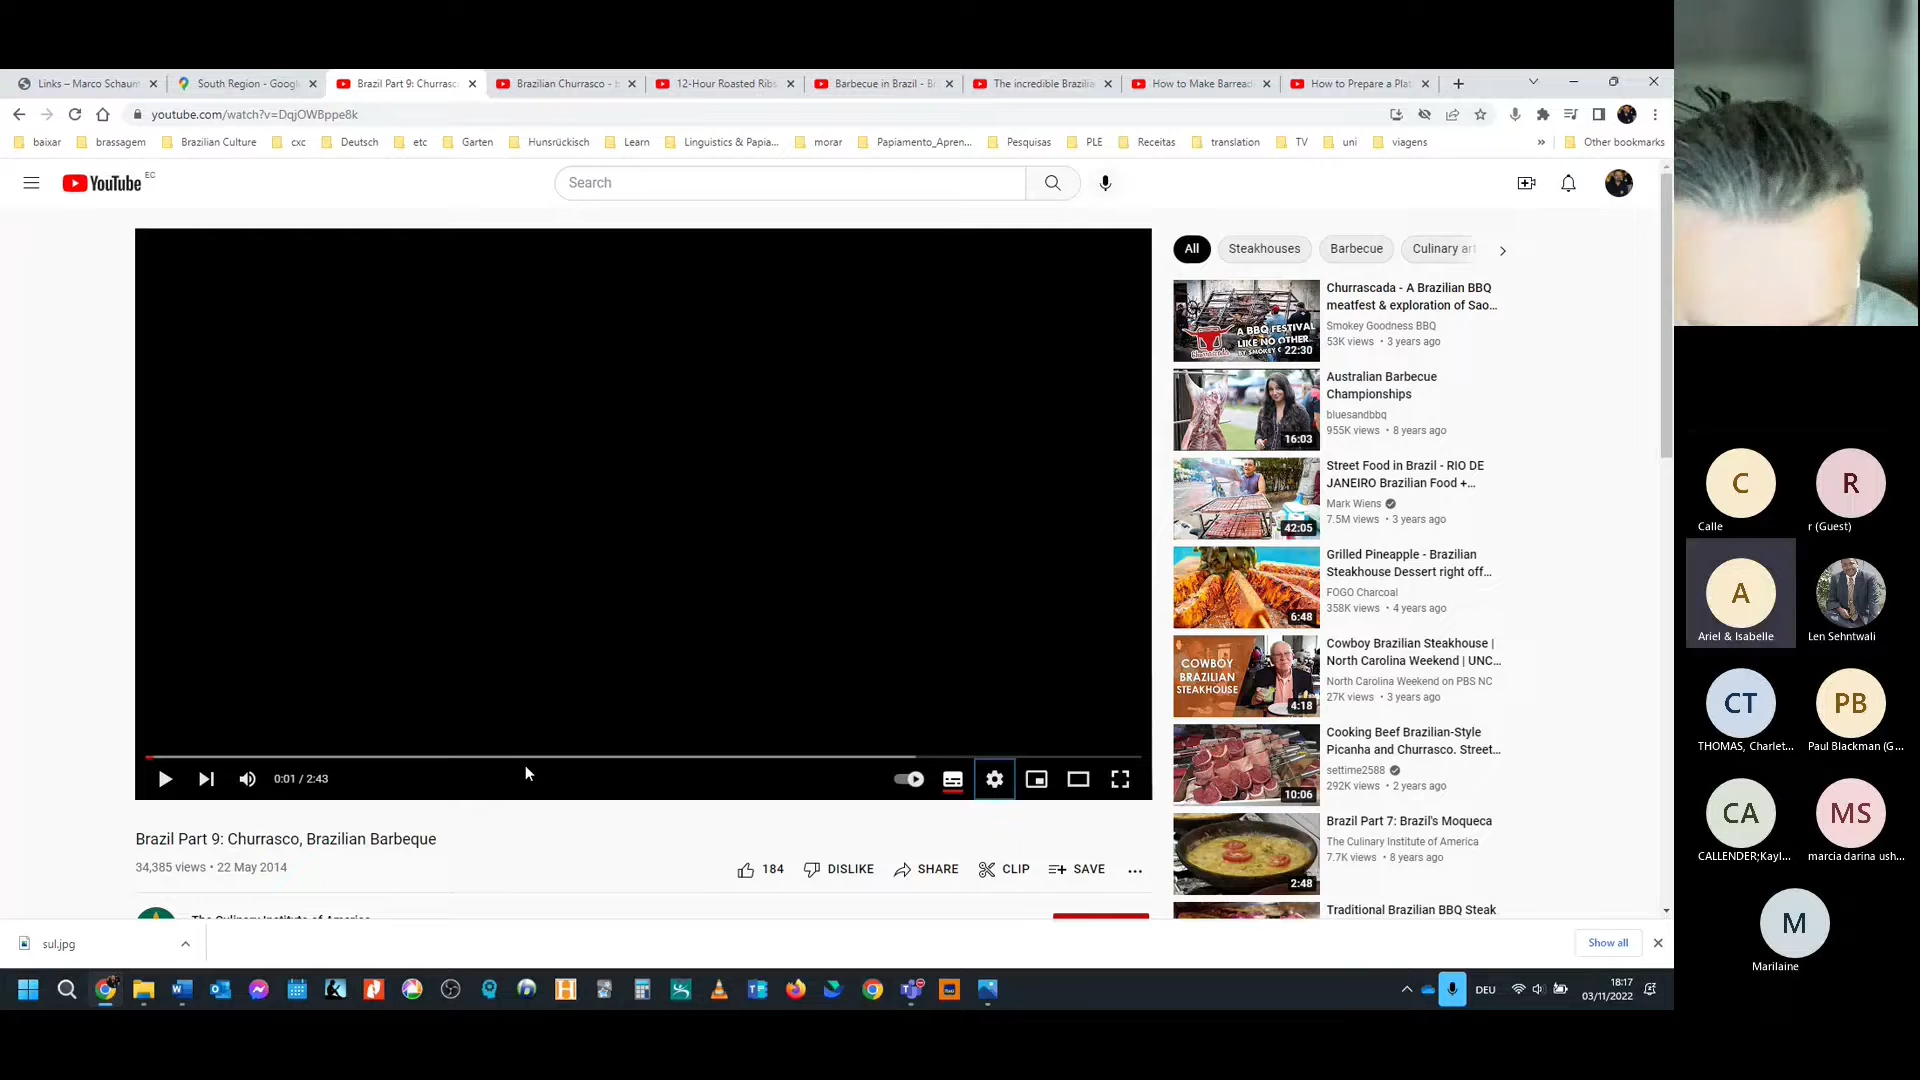 Links – Marco Schaum
South Region - Googl
Brazil Part 9: Churrasc
Brazilian Churrasco - b
12-Hour Roasted Ribs
Barbecue in Brazil - Br
The incredible Brazilia
How to Make Barread
How to Prepare a Plat
youtube.com/watch?v=DqjOWBppe8k
baixar
brassagem
Brazilian Culture
cxc
Deutsch
etc
Garten
Hunsrückisch
Learn
Linguistics & Papia...
morar
Papiamento_Apren...
Pesquisas
PLE
Receitas
translation
TV
uni
viagens
»
Other bookmarks
YouTube EC
Search
All
Steakhouses
Barbecue
Culinary art
A BBQ FESTIVAL
LIKE NO OTHER
22:30
Churrascada - A Brazilian BBQ
meatfest & exploration of Sao...
Smokey Goodness BBQ
53K views • 3 years ago
16:03
Australian Barbecue
Championships
bluesandbbq
955K views • 8 years ago
42:05
Street Food in Brazil - RIO DE
JANEIRO Brazilian Food +...
Mark Wiens
7.5M views • 3 years ago
6:48
Grilled Pineapple - Brazilian
Steakhouse Dessert right off...
FOGO Charcoal
358K views • 4 years ago
COWBOY
BRAZILIAN
STEAKHOUSE
4:18
Cowboy Brazilian Steakhouse |
North Carolina Weekend | UNC...
North Carolina Weekend on PBS NC
27K views • 3 years ago
10:06
Cooking Beef Brazilian-Style
Picanha and Churrasco. Street...
settime2588
292K views • 2 years ago
2:48
Brazil Part 7: Brazil's Moqueca
The Culinary Institute of America
7.7K views • 8 years ago
Traditional Brazilian BBQ Steak
0:01 / 2:43
Brazil Part 9: Churrasco, Brazilian Barbeque
34,385 views • 22 May 2014
184
DISLIKE
SHARE
CLIP
SAVE
The Culinary Institute of America
sul.jpg
Show all
DEU
18:17
03/11/2022
C
Calle
R
r (Guest)
A
Ariel & Isabelle
Len Sehntwali
CT
THOMAS, Charlet...
PB
Paul Blackman (G...
CA
CALLENDER;Kayl...
MS
marcia darina ush...
M
Marilaine